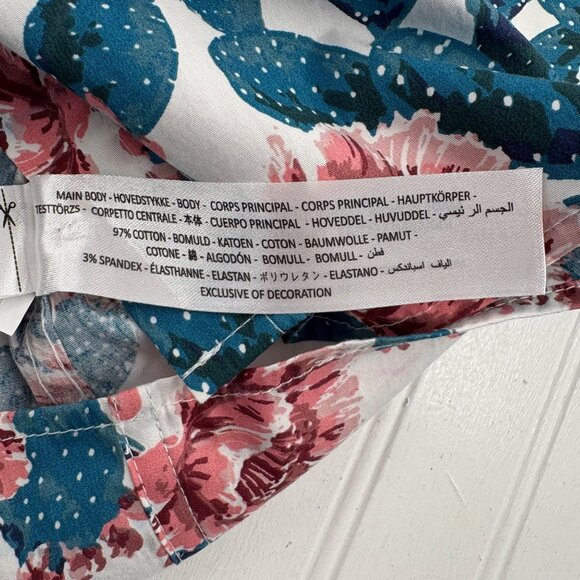 MAIN BODY - HOVEDSTYKKE - BODY - CORPS PRINCIPAL - CORPS PRINCIPAL - HAUPTKÖRPER -
TESTTÖRZS - CORPETTO CENTRALE - 本体 - CUERPO PRINCIPAL - HOVEDDEL - HUVUDDEL - الجسم الر ئيسي
97% COTTON - BOMULD - KATOEN - COTON - BAUMWOLLE - PAMUT -
COTONE - 綿 - ALGODÓN - BOMULL - BOMULL - قطن
3% SPANDEX - ÉLASTHANNE - ELASTAN - ポリウレタン - ELASTANO - الياف اسباندكس
EXCLUSIVE OF DECORATION